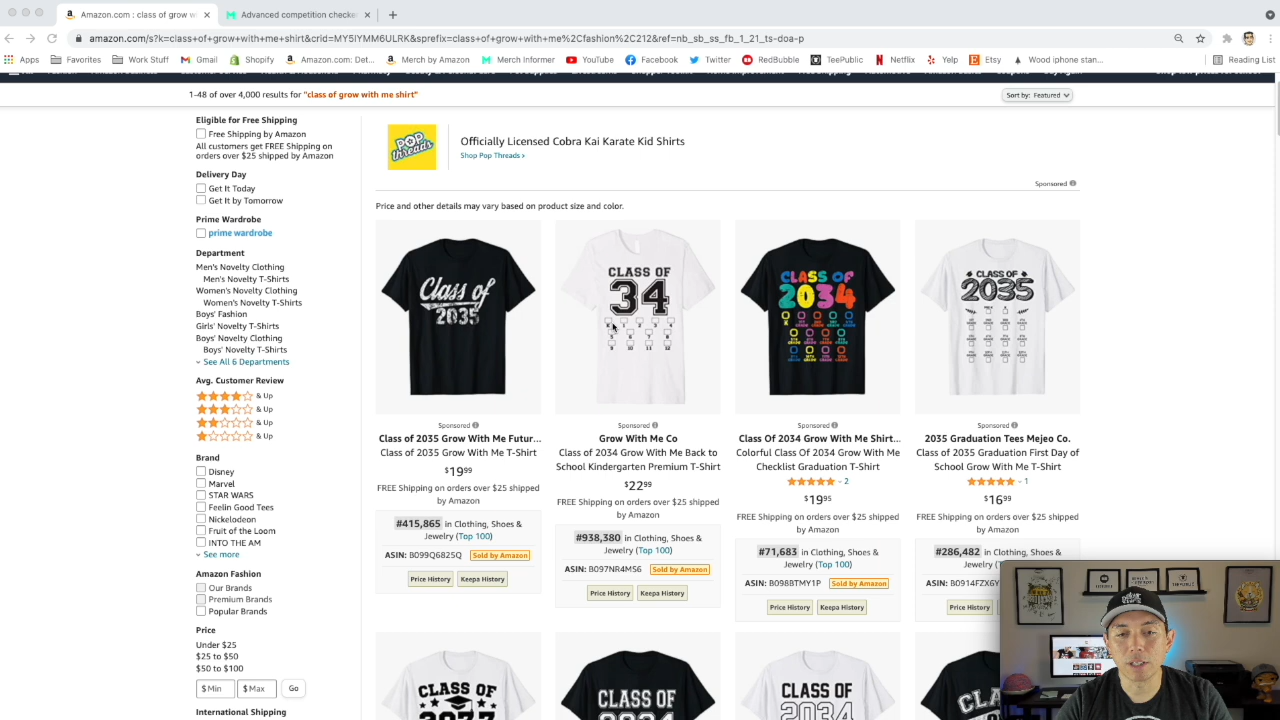 Amazon.com : class of grow w
Advanced competition checke
amazon.com/s?k=class+of+grow+with+me+shirt&crid=MY5IYMM6ULRK&sprefix=class+of+grow+with+me%2Cfashion%2C212&ref=nb_sb_ss_fb_1_21_ts-doa-p
Apps Favorites Work Stuff Gmail Shopify Amazon.com: Det... Merch by Amazon Merch Informer YouTube Facebook Twitter RedBubble TeePublic Netflix Yelp Etsy Wood iphone stan... Reading List
1-48 of over 4,000 results for "class of grow with me shirt"
Sort by: Featured
Eligible for Free Shipping
Free Shipping by Amazon
All customers get FREE Shipping on
orders over $25 shipped by Amazon
Delivery Day
Get It Today
Get It by Tomorrow
Prime Wardrobe
prime wardrobe
Department
Men's Novelty Clothing
Men's Novelty T-Shirts
Women's Novelty Clothing
Women's Novelty T-Shirts
Boys' Fashion
Girls' Novelty T-Shirts
Boys' Novelty Clothing
Boys' Novelty T-Shirts
See All 6 Departments
Avg. Customer Review
& Up
& Up
& Up
& Up
Brand
Disney
Marvel
STAR WARS
Feelin Good Tees
Nickelodeon
Fruit of the Loom
INTO THE AM
See more
Amazon Fashion
Our Brands
Premium Brands
Popular Brands
Price
Under $25
$25 to $50
$50 to $100
$ Min $ Max Go
International Shipping
POP
threads
Officially Licensed Cobra Kai Karate Kid Shirts
Shop Pop Threads >
Sponsored
Price and other details may vary based on product size and color.
Class of
2035
Sponsored
Class of 2035 Grow With Me Futur...
Class of 2035 Grow With Me T-Shirt
$19.99
FREE Shipping on orders over $25 shipped
by Amazon
#415,865 in Clothing, Shoes &
Jewelry (Top 100)
ASIN: B099Q6825Q Sold by Amazon
Price History Keepa History
CLASS OF
34
Sponsored
Grow With Me Co
Class of 2034 Grow With Me Back to
School Kindergarten Premium T-Shirt
$22.99
FREE Shipping on orders over $25 shipped
by Amazon
#938,380 in Clothing, Shoes &
Jewelry (Top 100)
ASIN: B097NR4MS6 Sold by Amazon
Price History Keepa History
CLASS OF
2034
Sponsored
Class Of 2034 Grow With Me Shirt...
Colorful Class Of 2034 Grow With Me
Checklist Graduation T-Shirt
2
$19.95
FREE Shipping on orders over $25 shipped
by Amazon
#71,683 in Clothing, Shoes &
Jewelry (Top 100)
ASIN: B098BTMY1P Sold by Amazon
Price History Keepa History
CLASS OF
2035
Sponsored
2035 Graduation Tees Mejeo Co.
Class of 2035 Graduation First Day of
School Grow With Me T-Shirt
1
$16.99
FREE Shipping on orders over $25 shipped
by Amazon
#286,482 in Clothing, Shoes &
Jewelry
ASIN: B0914FZX6Y
Price History
CLASS OF
CLASS OF
CLASS OF
2034
CLASS